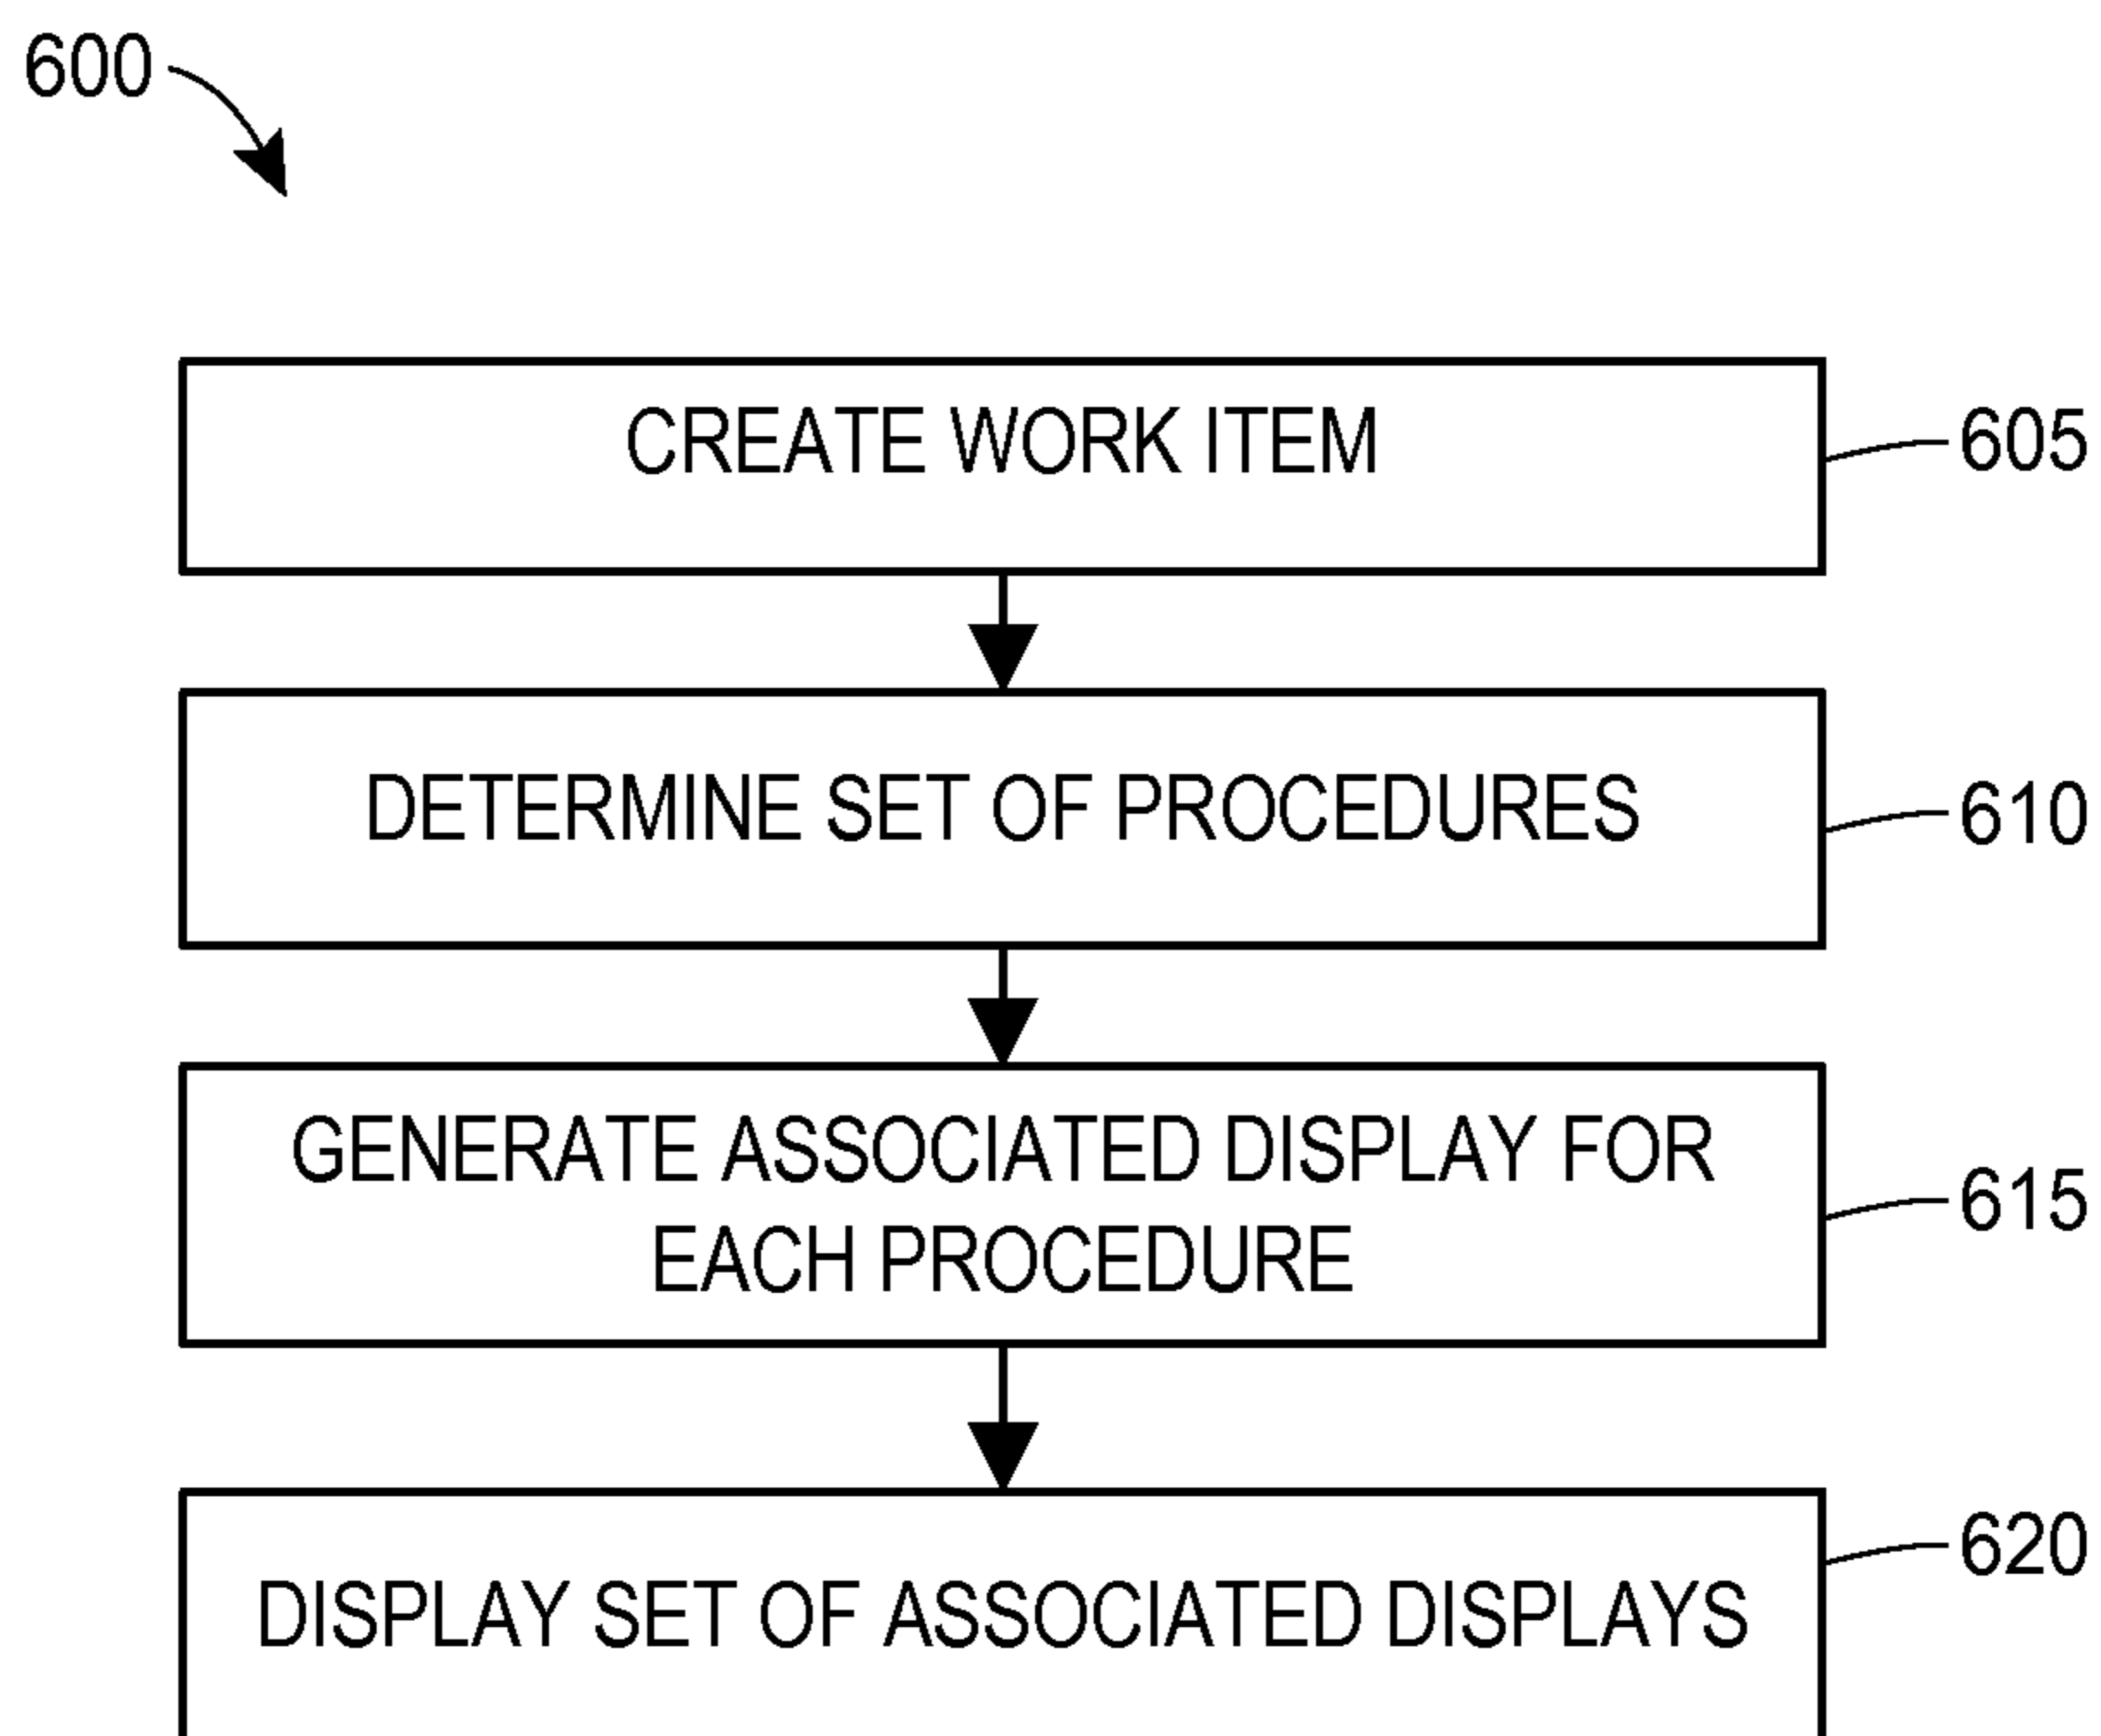 600
CREATE WORK ITEM
605
DETERMINE SET OF PROCEDURES
610
GENERATE ASSOCIATED DISPLAY FOR
EACH PROCEDURE
615
DISPLAY SET OF ASSOCIATED DISPLAYS
620